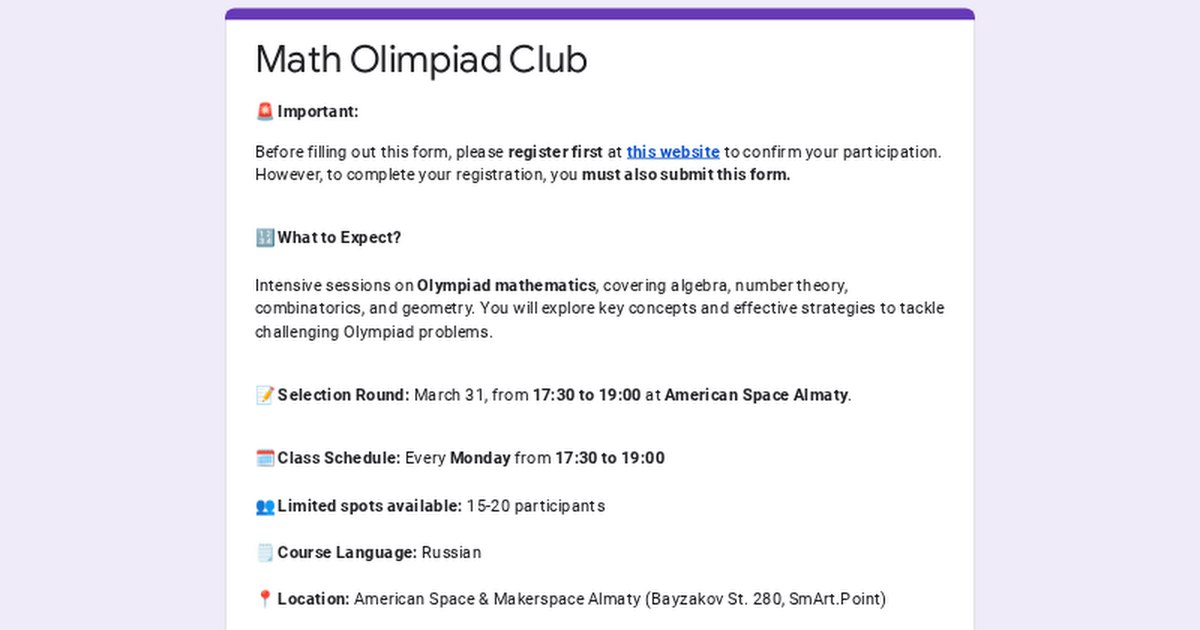 Math Olimpiad Club
🚨 Important:
Before filling out this form, please register first at this website to confirm your participation.
However, to complete your registration, you must also submit this form.
🔢 What to Expect?
Intensive sessions on Olympiad mathematics, covering algebra, number theory,
combinatorics, and geometry. You will explore key concepts and effective strategies to tackle
challenging Olympiad problems.
📝 Selection Round: March 31, from 17:30 to 19:00 at American Space Almaty.
🗓️ Class Schedule: Every Monday from 17:30 to 19:00
👥 Limited spots available: 15-20 participants
🗒️ Course Language: Russian
📍 Location: American Space & Makerspace Almaty (Bayzakov St. 280, SmArt.Point)